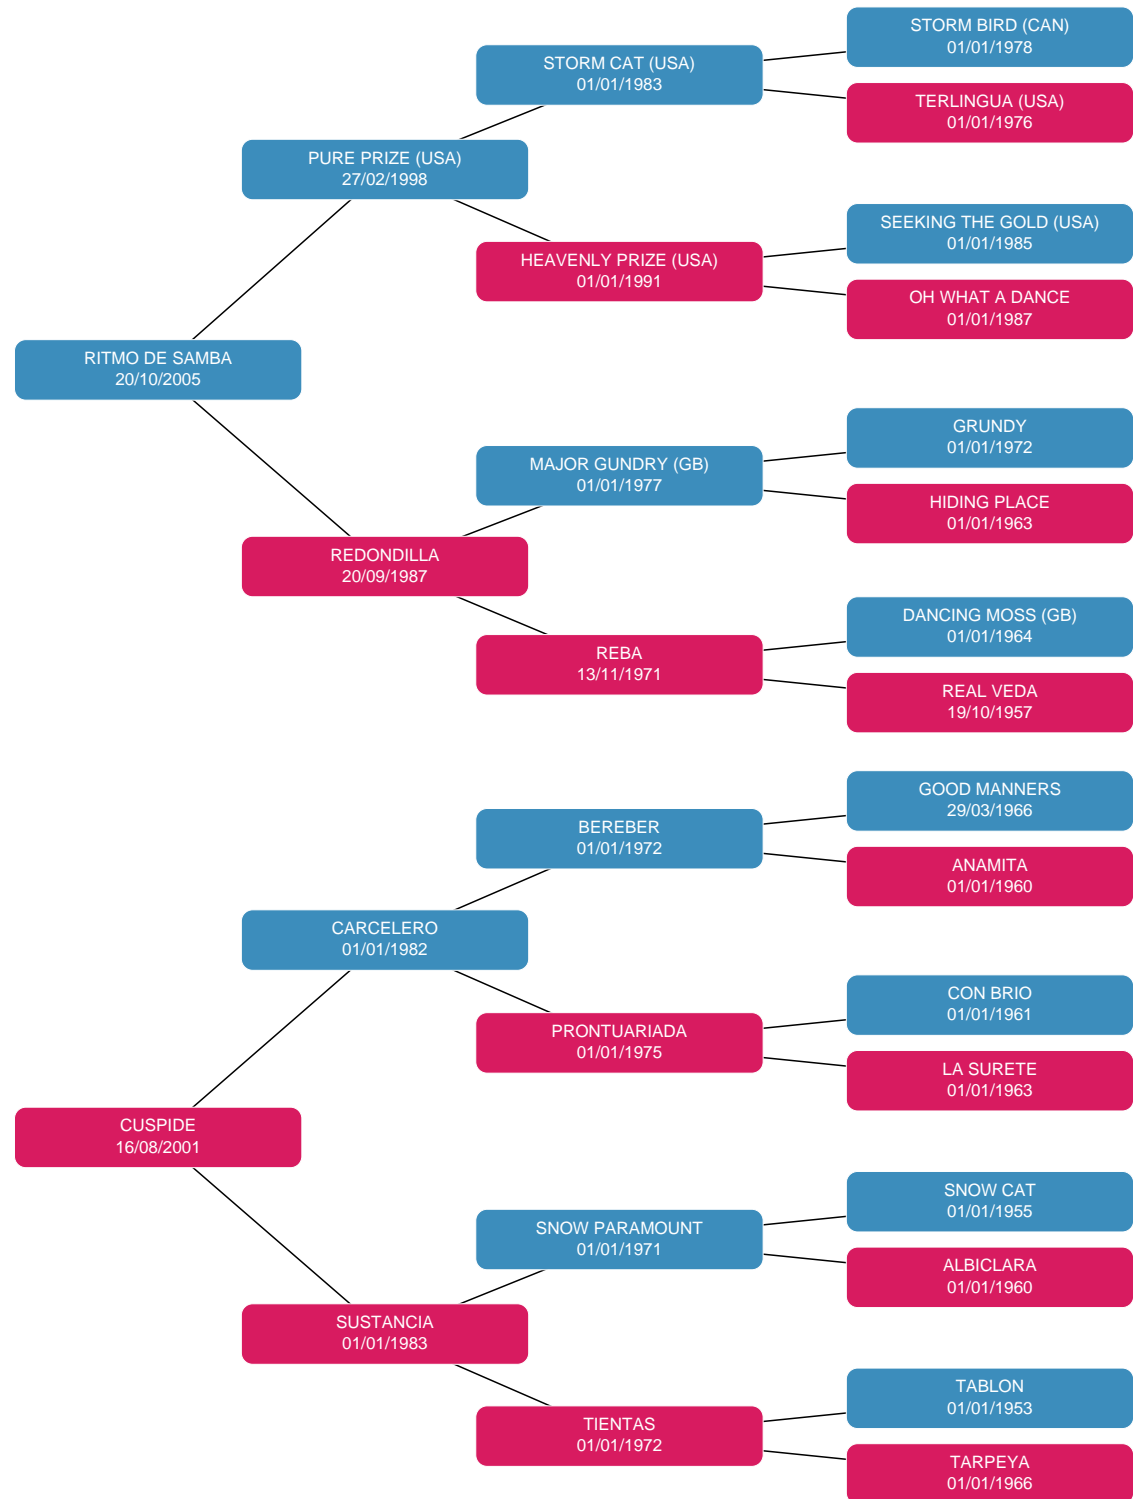 STORM BIRD (CAN)
01/01/1978
STORM CAT (USA)
01/01/1983
TERLINGUA (USA)
01/01/1976
PURE PRIZE (USA)
27/02/1998
SEEKING THE GOLD (USA)
01/01/1985
HEAVENLY PRIZE (USA)
01/01/1991
OH WHAT A DANCE
01/01/1987
RITMO DE SAMBA
20/10/2005
GRUNDY
01/01/1972
MAJOR GUNDRY (GB)
01/01/1977
HIDING PLACE
01/01/1963
REDONDILLA
20/09/1987
DANCING MOSS (GB)
01/01/1964
REBA
13/11/1971
REAL VEDA
19/10/1957
GOOD MANNERS
29/03/1966
BEREBER
01/01/1972
ANAMITA
01/01/1960
CARCELERO
01/01/1982
CON BRIO
01/01/1961
PRONTUARIADA
01/01/1975
LA SURETE
01/01/1963
CUSPIDE
16/08/2001
SNOW CAT
01/01/1955
SNOW PARAMOUNT
01/01/1971
ALBICLARA
01/01/1960
SUSTANCIA
01/01/1983
TABLON
01/01/1953
TIENTAS
01/01/1972
TARPEYA
01/01/1966